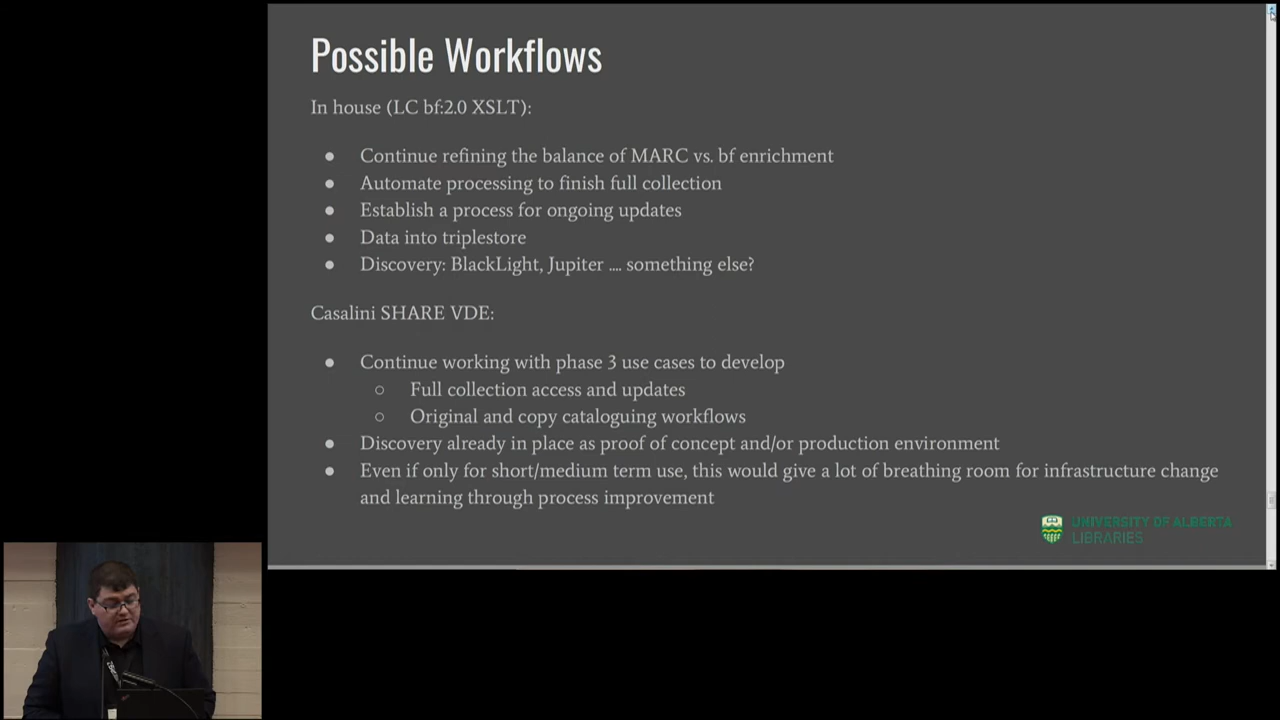 Possible Workflows
In house (LC bf:2.0 XSLT):
● Continue refining the balance of MARC vs. bf enrichment
● Automate processing to finish full collection
● Establish a process for ongoing updates
● Data into triplestore
● Discovery: BlackLight, Jupiter .... something else?
Casalini SHARE VDE:
● Continue working with phase 3 use cases to develop
○ Full collection access and updates
○ Original and copy cataloguing workflows
● Discovery already in place as proof of concept and/or production environment
● Even if only for short/medium term use, this would give a lot of breathing room for infrastructure change
and learning through process improvement
UNIVERSITY OF ALBERTA
LIBRARIES